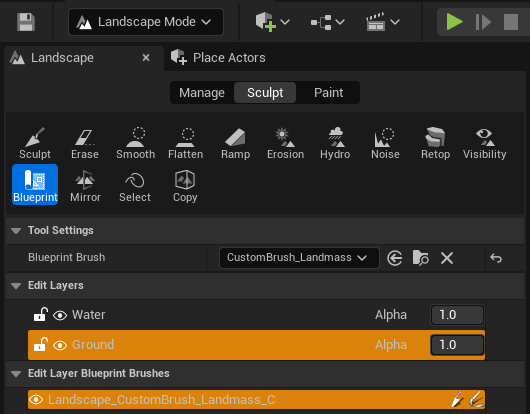 Landscape Mode
Landscape
Place Actors
Manage Sculpt Paint
Sculpt Erase Smooth Flatten Ramp Erosion Hydro Noise Retop Visibility
Blueprint Mirror Select Copy
Tool Settings
Blueprint Brush CustomBrush_Landmass
Edit Layers
Water Alpha 1.0
Ground Alpha 1.0
Edit Layer Blueprint Brushes
Landscape_CustomBrush_Landmass_C